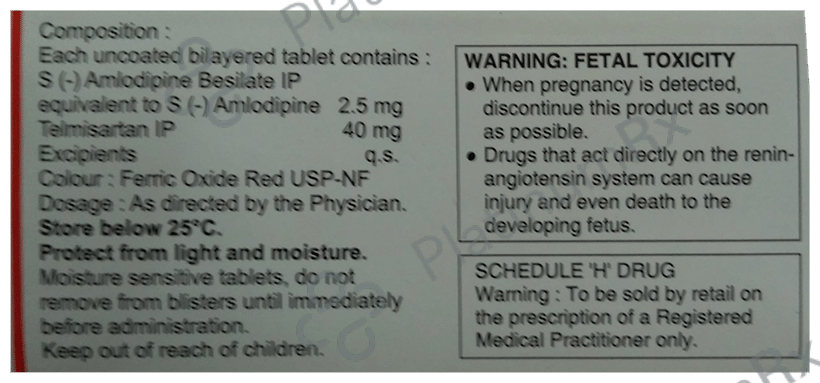 Composition :
Each uncoated bilayered tablet contains :
S (-) Amlodipine Besilate IP
equivalent to S (-) Amlodipine 2.5 mg
Telmisartan IP 40 mg
Excipients q.s.
Colour : Ferric Oxide Red USP-NF
Dosage : As directed by the Physician.
Store below 25°C.
Protect from light and moisture.
Moisture sensitive tablets, do not
remove from blisters until immediately
before administration.
Keep out of reach of children.
WARNING: FETAL TOXICITY
• When pregnancy is detected,
discontinue this product as soon
as possible.
• Drugs that act directly on the renin-
angiotensin system can cause
injury and even death to the
developing fetus.
SCHEDULE 'H' DRUG
Warning : To be sold by retail on
the prescription of a Registered
Medical Practitioner only.